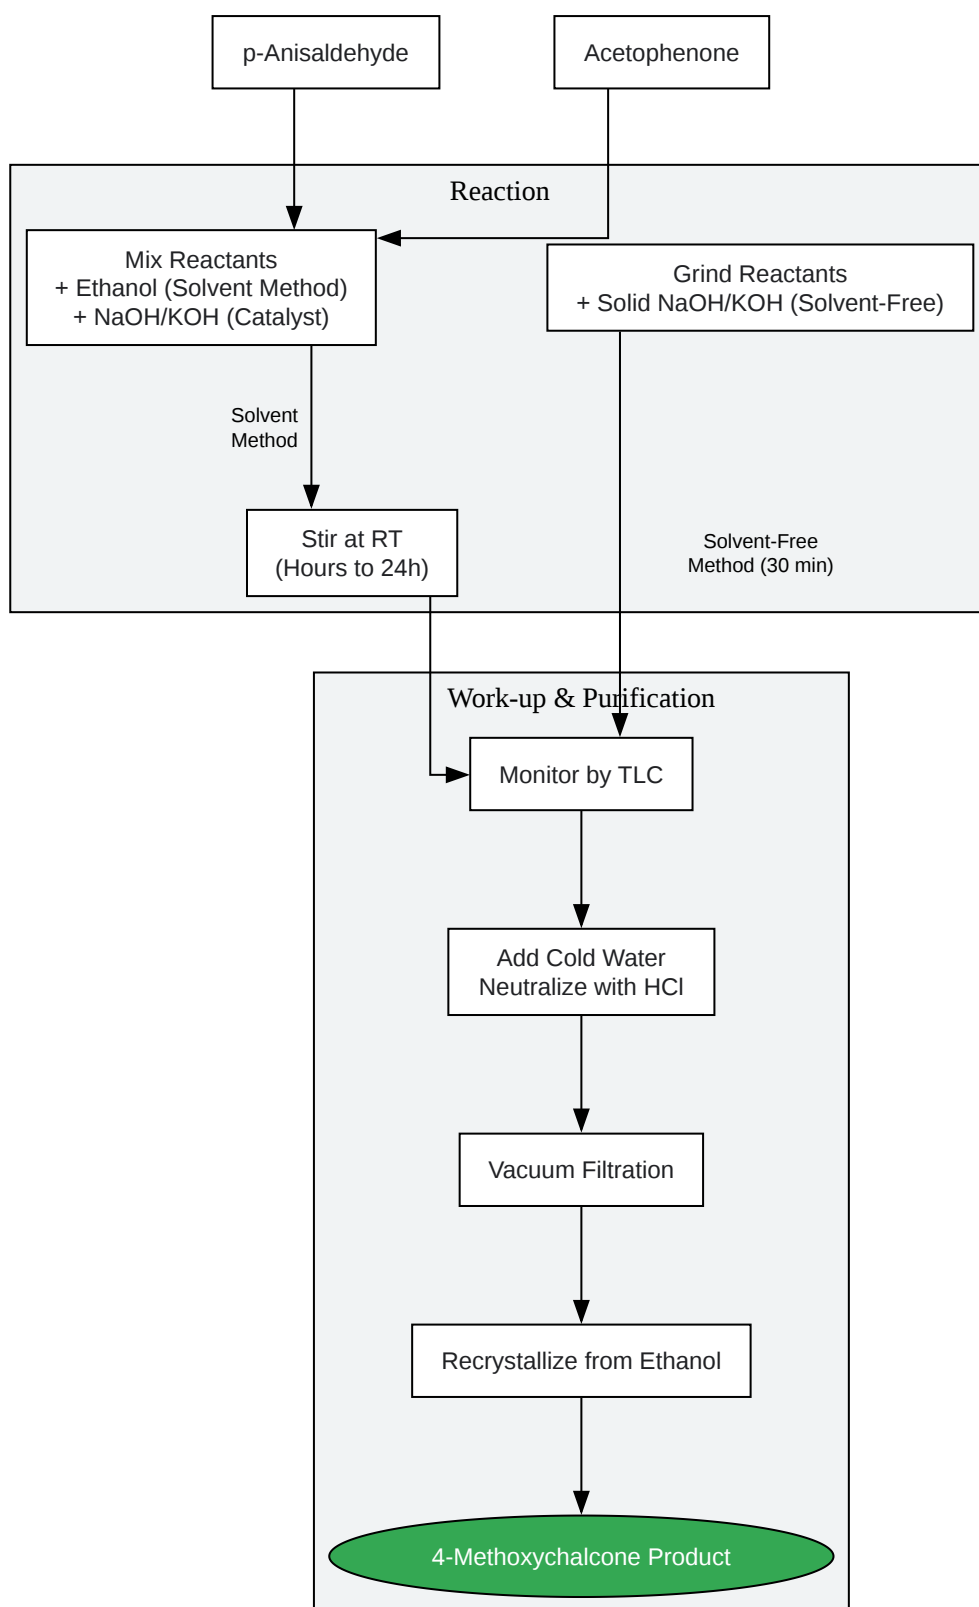 p-Anisaldehyde
Acetophenone
Reaction
Mix Reactants
+ Ethanol (Solvent Method)
+ NaOH/KOH (Catalyst)
Grind Reactants
+ Solid NaOH/KOH (Solvent-Free)
Solvent
Method
Stir at RT
(Hours to 24h)
Solvent-Free
Method (30 min)
Work-up & Purification
Monitor by TLC
Add Cold Water
Neutralize with HCl
Vacuum Filtration
Recrystallize from Ethanol
4-Methoxychalcone Product